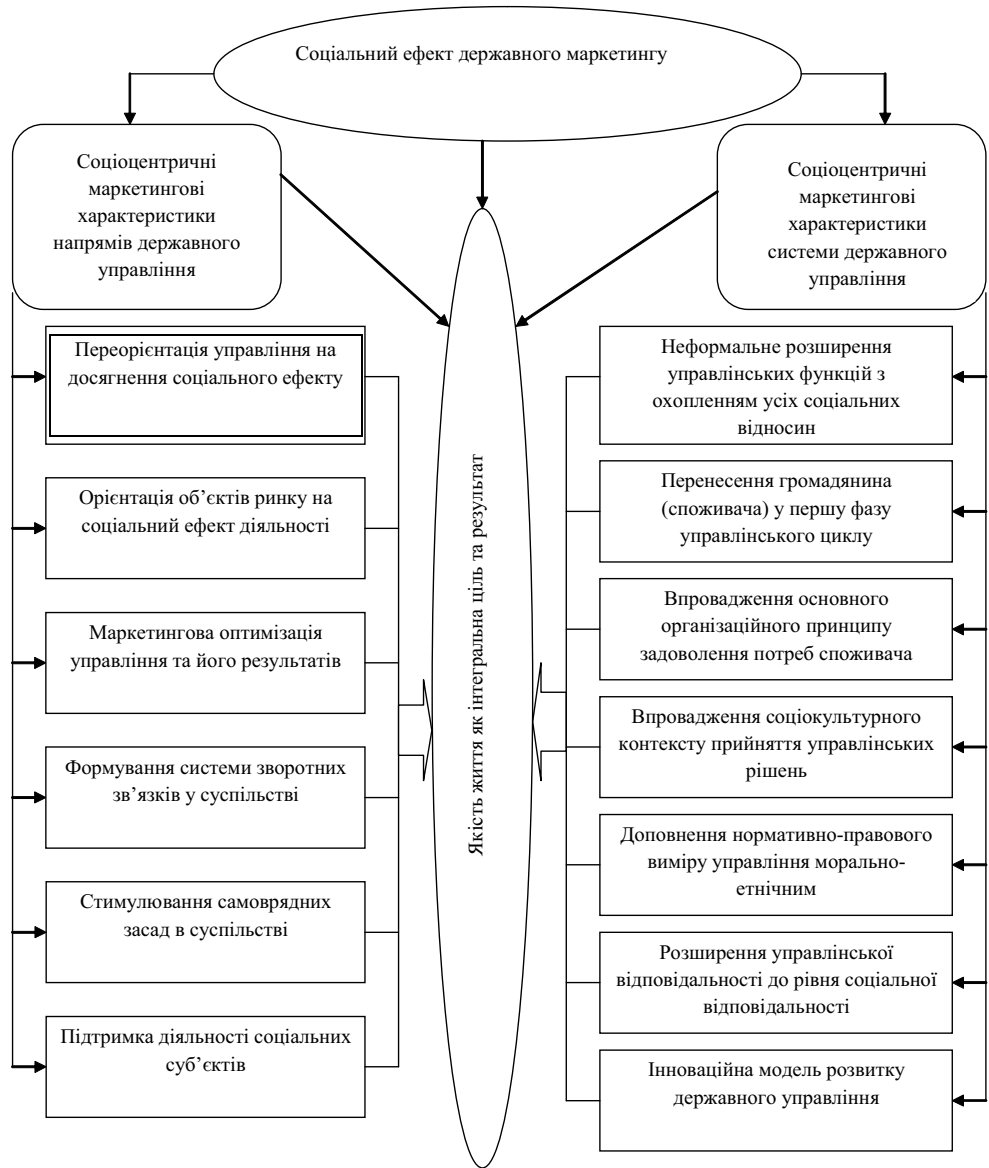 Соціальний ефект державного маркетингу
Соціоцентричні
маркетингові
характеристики
напрямів державного
управління
Соціоцентричні
маркетингові
характеристики
системи державного
управління
Переорієнтація управління на
досягнення соціального ефекту
Орієнтація об’єктів ринку на
соціальний ефект діяльності
Маркетингова оптимізація
управління та його результатів
Формування системи зворотних
зв’язків у суспільстві
Стимулювання самоврядних
засад в суспільстві
Підтримка діяльності соціальних
суб’єктів
Якість життя як інтегральна ціль та результат
Неформальне розширення
управлінських функцій з
охопленням усіх соціальних
відносин
Перенесення громадянина
(споживача) у першу фазу
управлінського циклу
Впровадження основного
організаційного принципу
задоволення потреб споживача
Впровадження соціокультурного
контексту прийняття управлінських
рішень
Доповнення нормативно-правового
виміру управління морально-
етнічним
Розширення управлінської
відповідальності до рівня соціальної
відповідальності
Інноваційна модель розвитку
державного управління